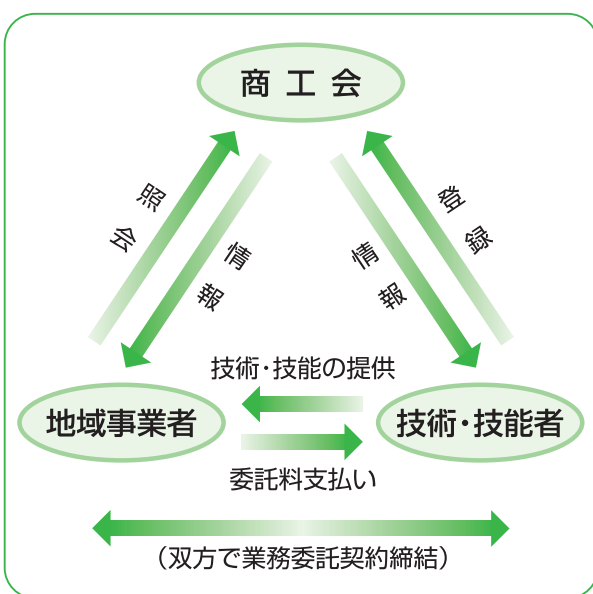 商工会
照会
情報
情報
登録
技術・技能の提供
地域事業者
技術・技能者
委託料支払い
（双方で業務委託契約締結）